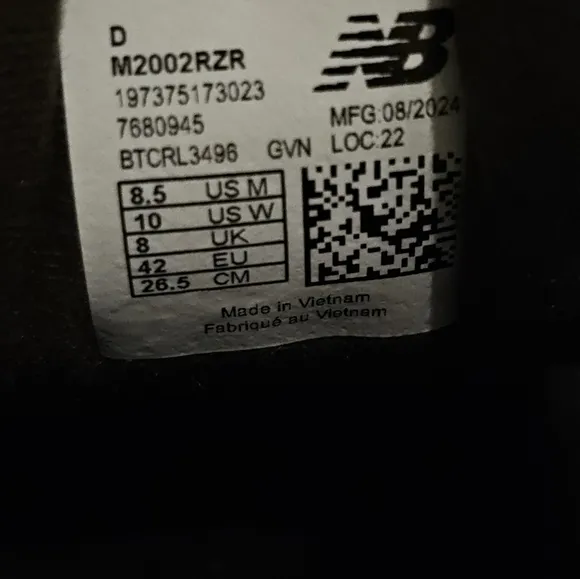 D
M2002RZR
197375173023
7680945
BTCRL3496 GVN
NB
MFG:08/2024
LOC:22
8.5 US M
10 US W
8 UK
42 EU
26.5 CM
Made in Vietnam
Fabriqué au Vietnam